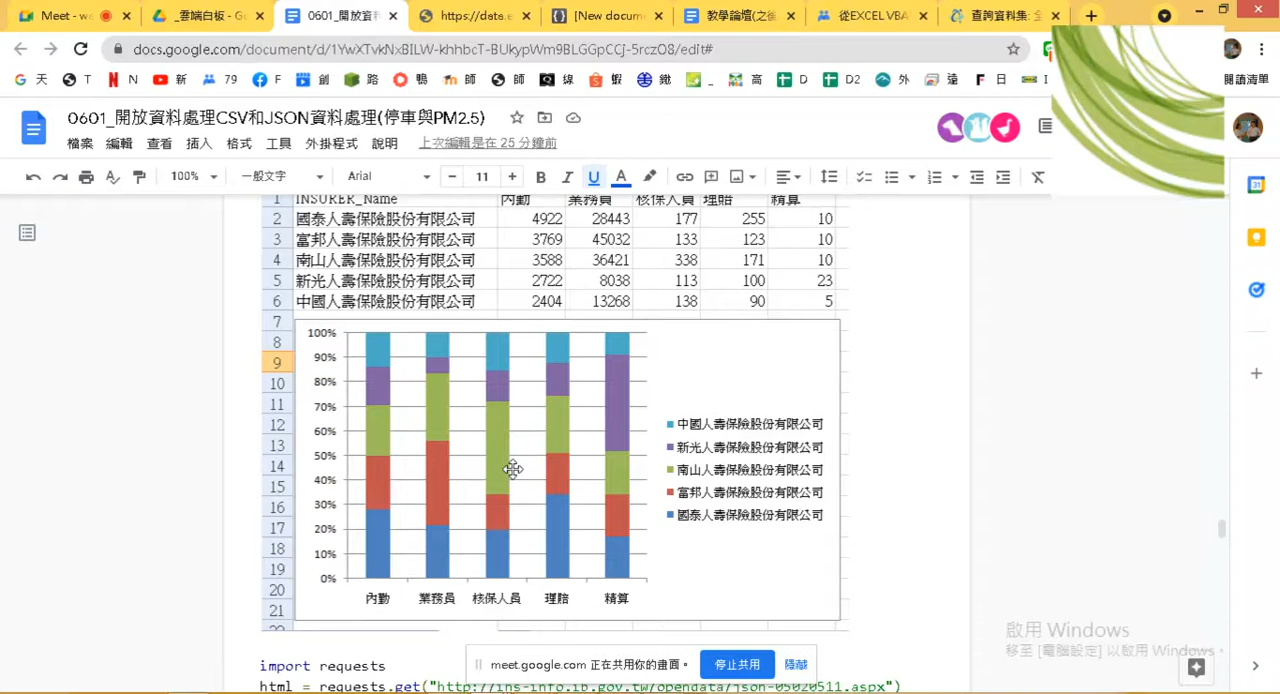 Meet - we
_雲端白板 - Go
0601_開放資料
https://data.e
[New docume
教學論壇(之後
從EXCEL VBA
查詢資料集: 全
docs.google.com/document/d/1YwXTvkNxBILW-khhbcT-BUkypWm9BLGGpCCj-5rczQ8/edit#
天 T N 新 79 F 創 路 鴨 師 師 線 蝦 鐵 _ 高 D D2 外 遠 日 I 閱讀清單
0601_開放資料處理CSV和JSON資料處理(停車與PM2.5)
檔案 編輯 查看 插入 格式 工具 外掛程式 說明 上次編輯是在 25 分鐘前
100% 一般文字 Arial 11 B I U A
1 INSURER_Name 內勤 業務員 核保人員 理賠 精算
2 國泰人壽保險股份有限公司 4922 28443 177 255 10
3 富邦人壽保險股份有限公司 3769 45032 133 123 10
4 南山人壽保險股份有限公司 3588 36421 338 171 10
5 新光人壽保險股份有限公司 2722 8038 113 100 23
6 中國人壽保險股份有限公司 2404 13268 138 90 5
7
8
9
10
11
12
13
14
15
16
17
18
19
20
21
22
100%
90%
80%
70%
60%
50%
40%
30%
20%
10%
0%
內勤 業務員 核保人員 理賠 精算
中國人壽保險股份有限公司
新光人壽保險股份有限公司
南山人壽保險股份有限公司
富邦人壽保險股份有限公司
國泰人壽保險股份有限公司
啟用 Windows
移至 [電腦設定] 以啟用 Windows。
meet.google.com 正在共用你的畫面。 停止共用 隱藏
import requests
html = requests.get("http://ins-info.ib.gov.tw/opendata/json-05020511.aspx")